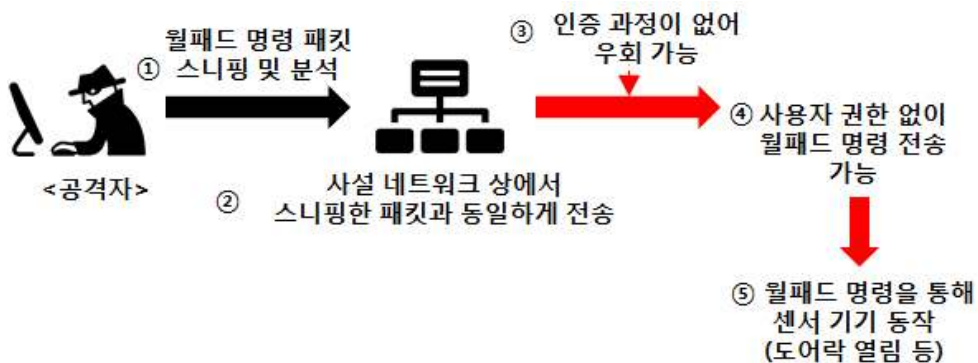 ① 월패드 명령 패킷
스니핑 및 분석
<공격자>
② 사설 네트워크 상에서
스니핑한 패킷과 동일하게 전송
③ 인증 과정이 없어
우회 가능
④ 사용자 권한 없이
월패드 명령 전송
가능
⑤ 월패드 명령을 통해
센서 기기 동작
(도어락 열림 등)